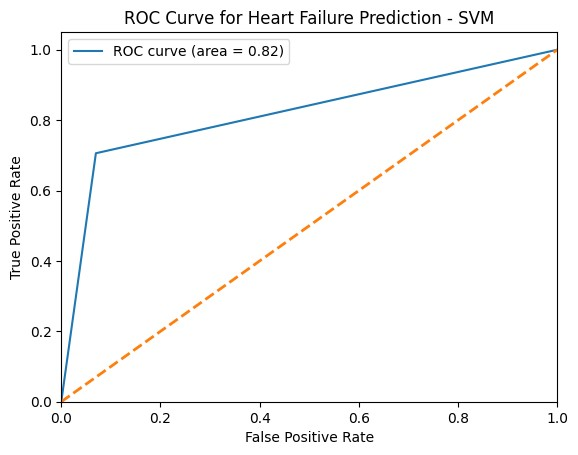 ROC Curve for Heart Failure Prediction - SVM
ROC curve (area = 0.82)
True Positive Rate
1.0
0.8
0.6
0.4
0.2
0.0
0.0 0.2 0.4 0.6 0.8 1.0
False Positive Rate